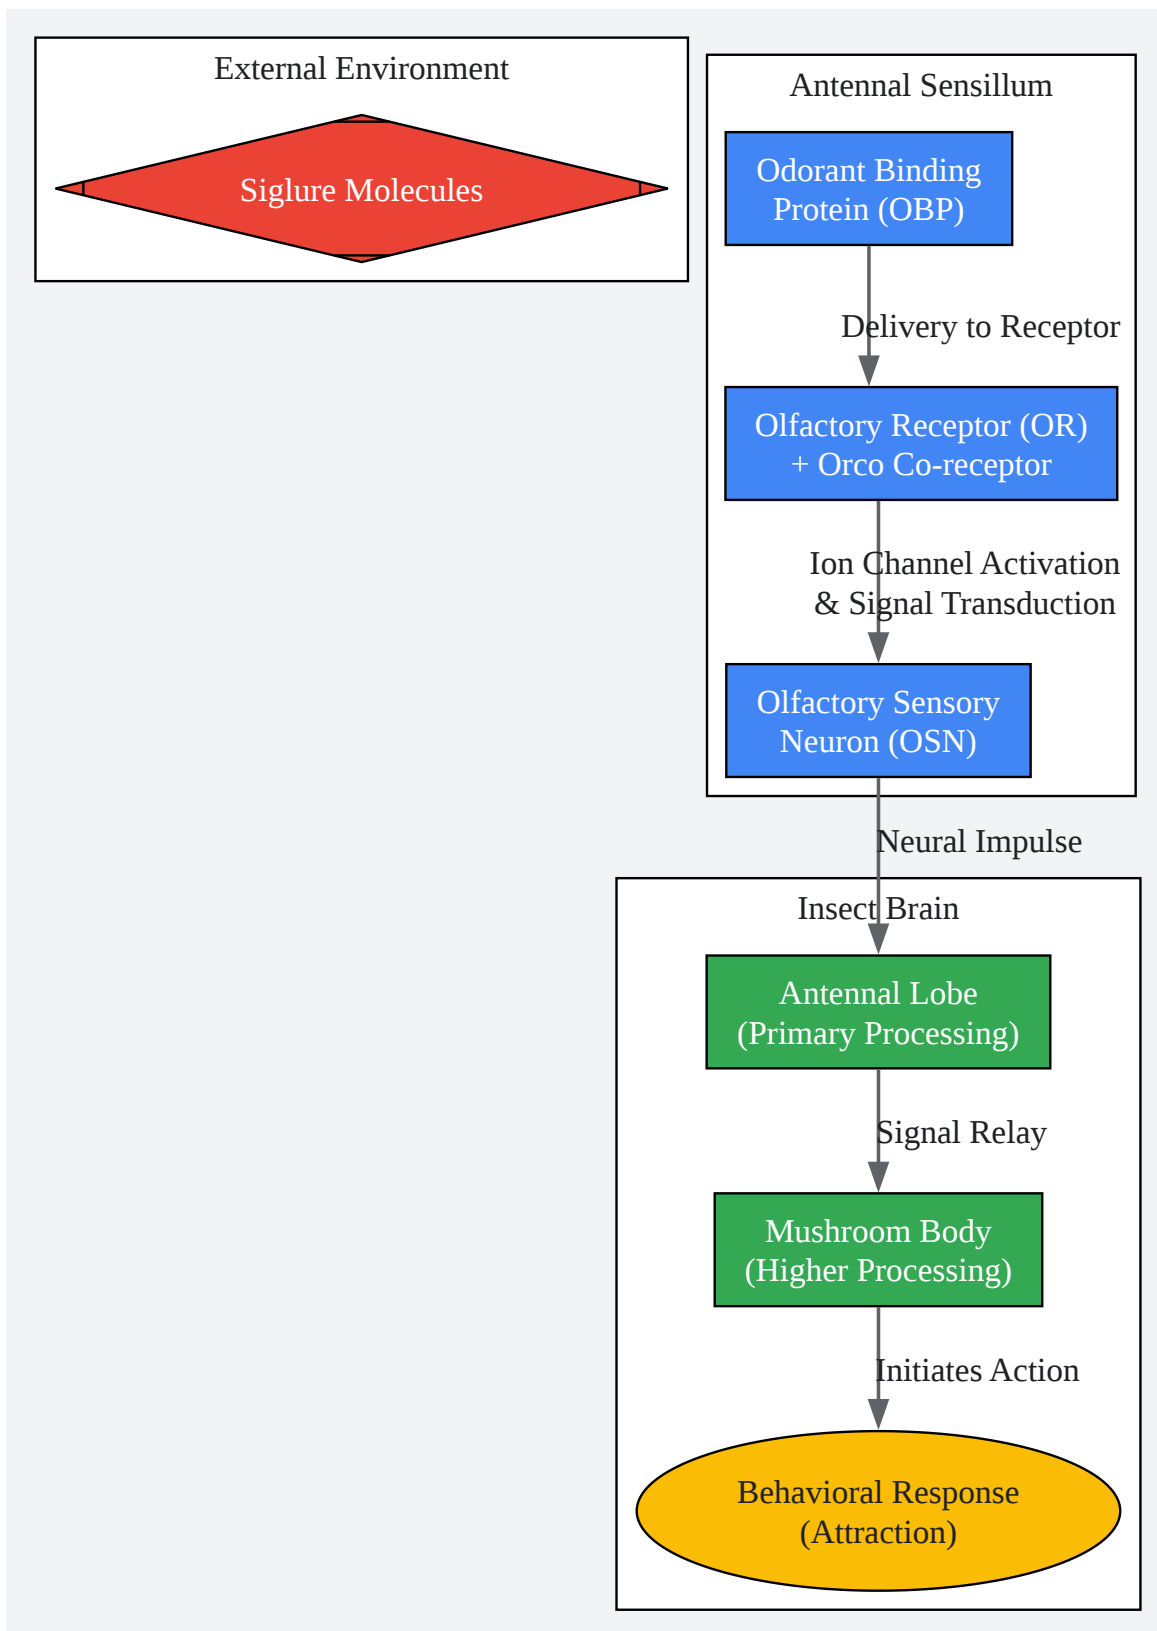 External Environment
Siglure Molecules
Antennal Sensillum
Odorant Binding
Protein (OBP)
Delivery to Receptor
Olfactory Receptor (OR)
+ Orco Co-receptor
Ion Channel Activation
& Signal Transduction
Olfactory Sensory
Neuron (OSN)
Neural Impulse
Insect Brain
Antennal Lobe
(Primary Processing)
Signal Relay
Mushroom Body
(Higher Processing)
Initiates Action
Behavioral Response
(Attraction)